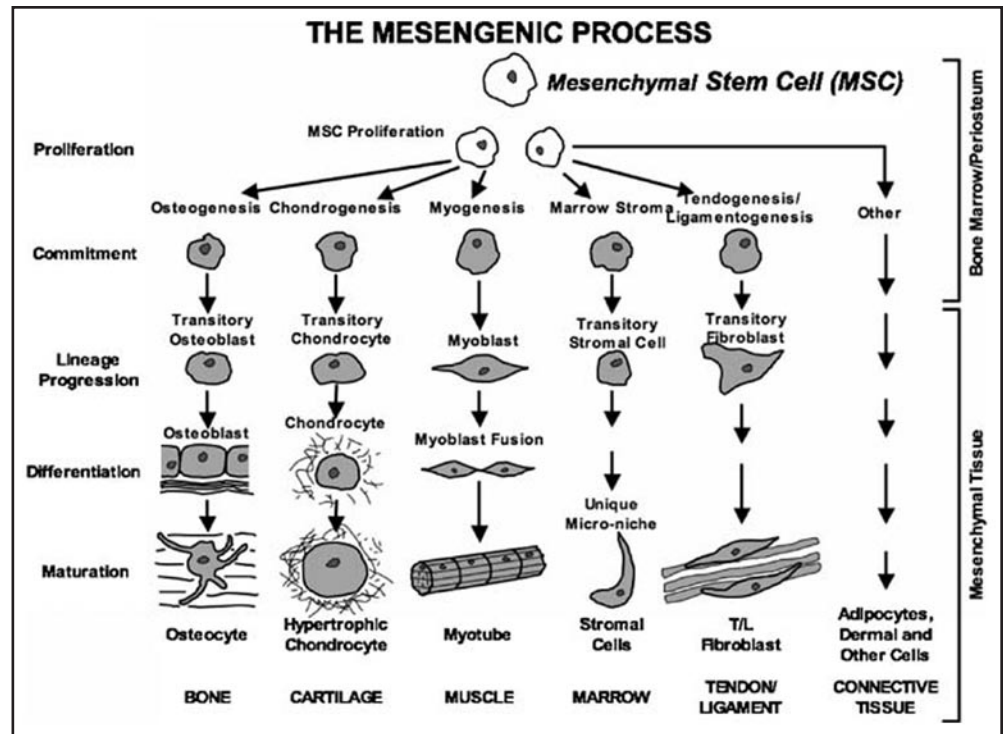 THE MESENGENIC PROCESS
Mesenchymal Stem Cell (MSC)
MSC Proliferation
Proliferation
Osteogenesis
Chondrogenesis
Myogenesis
Marrow Stroma
Tendogenesis/
Ligamentogenesis
Other
Bone Marrow/Periosteum
Commitment
Transitory
Osteoblast
Transitory
Chondrocyte
Myoblast
Transitory
Stromal Cell
Transitory
Fibroblast
Lineage
Progression
Osteoblast
Chondrocyte
Myoblast Fusion
Differentiation
Unique
Micro-niche
Maturation
Mesenchymal Tissue
Osteocyte
Hypertrophic
Chondrocyte
Myotube
Stromal
Cells
T/L
Fibroblast
Adipocytes,
Dermal and
Other Cells
BONE
CARTILAGE
MUSCLE
MARROW
TENDON/
LIGAMENT
CONNECTIVE
TISSUE